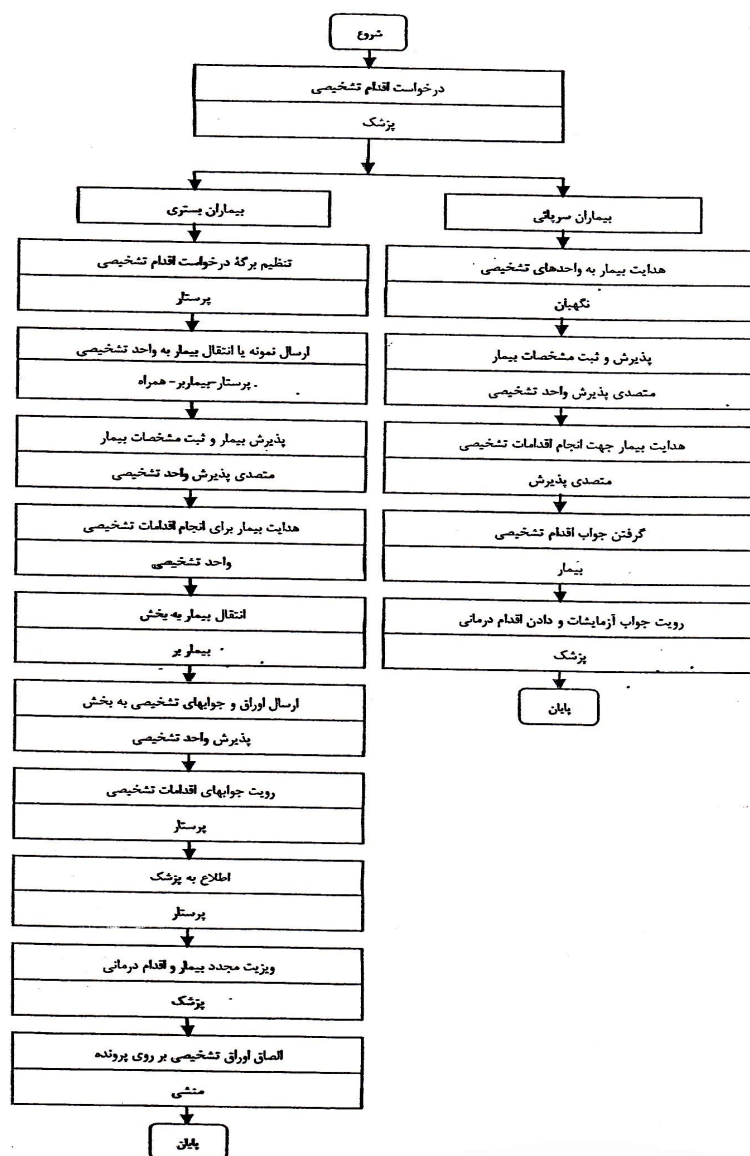 شروع
درخواست اقدام تشخیصی
پزشک
بیماران سرپائی
هدایت بیمار به واحدهای تشخیصی
نگهبان
پذیرش و ثبت مشخصات بیمار
متصدی پذیرش واحد تشخیصی
هدایت بیمار جهت انجام اقدامات تشخیصی
متصدی پذیرش
گرفتن جواب اقدام تشخیصی
بیمار
رویت جواب آزمایشات و دادن اقدام درمانی
پزشک
پایان
بیماران بستری
تنظیم برگهٔ درخواست اقدام تشخیصی
پرستار
ارسال نمونه یا انتقال بیمار به واحد تشخیصی
پرستار-بیماربر-همراه
پذیرش بیمار و ثبت مشخصات بیمار
متصدی پذیرش واحد تشخیصی
هدایت بیمار برای انجام اقدامات تشخیصی
واحد تشخیصی
انتقال بیمار به بخش
بیمار بر
ارسال اوراق و جوابهای تشخیصی به بخش
پذیرش واحد تشخیصی
رویت جوابهای اقدامات تشخیصی
پرستار
اطلاع به پزشک
پرستار
ویزیت مجدد بیمار و اقدام درمانی
پزشک
الصاق اوراق تشخیصی بر روی پرونده
منشی
پایان